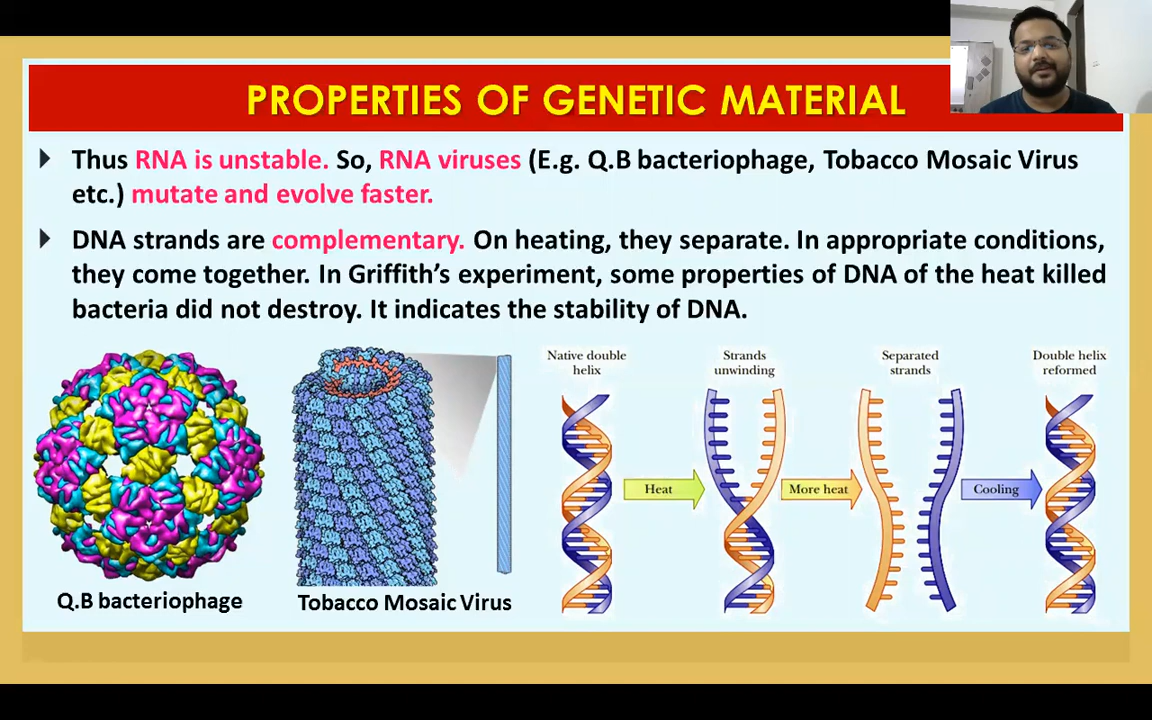 PROPERTIES OF GENETIC MATERIAL
Thus RNA is unstable. So, RNA viruses (E.g. Q.B bacteriophage, Tobacco Mosaic Virus
etc.) mutate and evolve faster.
DNA strands are complementary. On heating, they separate. In appropriate conditions,
they come together. In Griffith’s experiment, some properties of DNA of the heat killed
bacteria did not destroy. It indicates the stability of DNA.
Native double
helix
Strands
unwinding
Separated
strands
Double helix
reformed
Heat
More heat
Cooling
Q.B bacteriophage
Tobacco Mosaic Virus